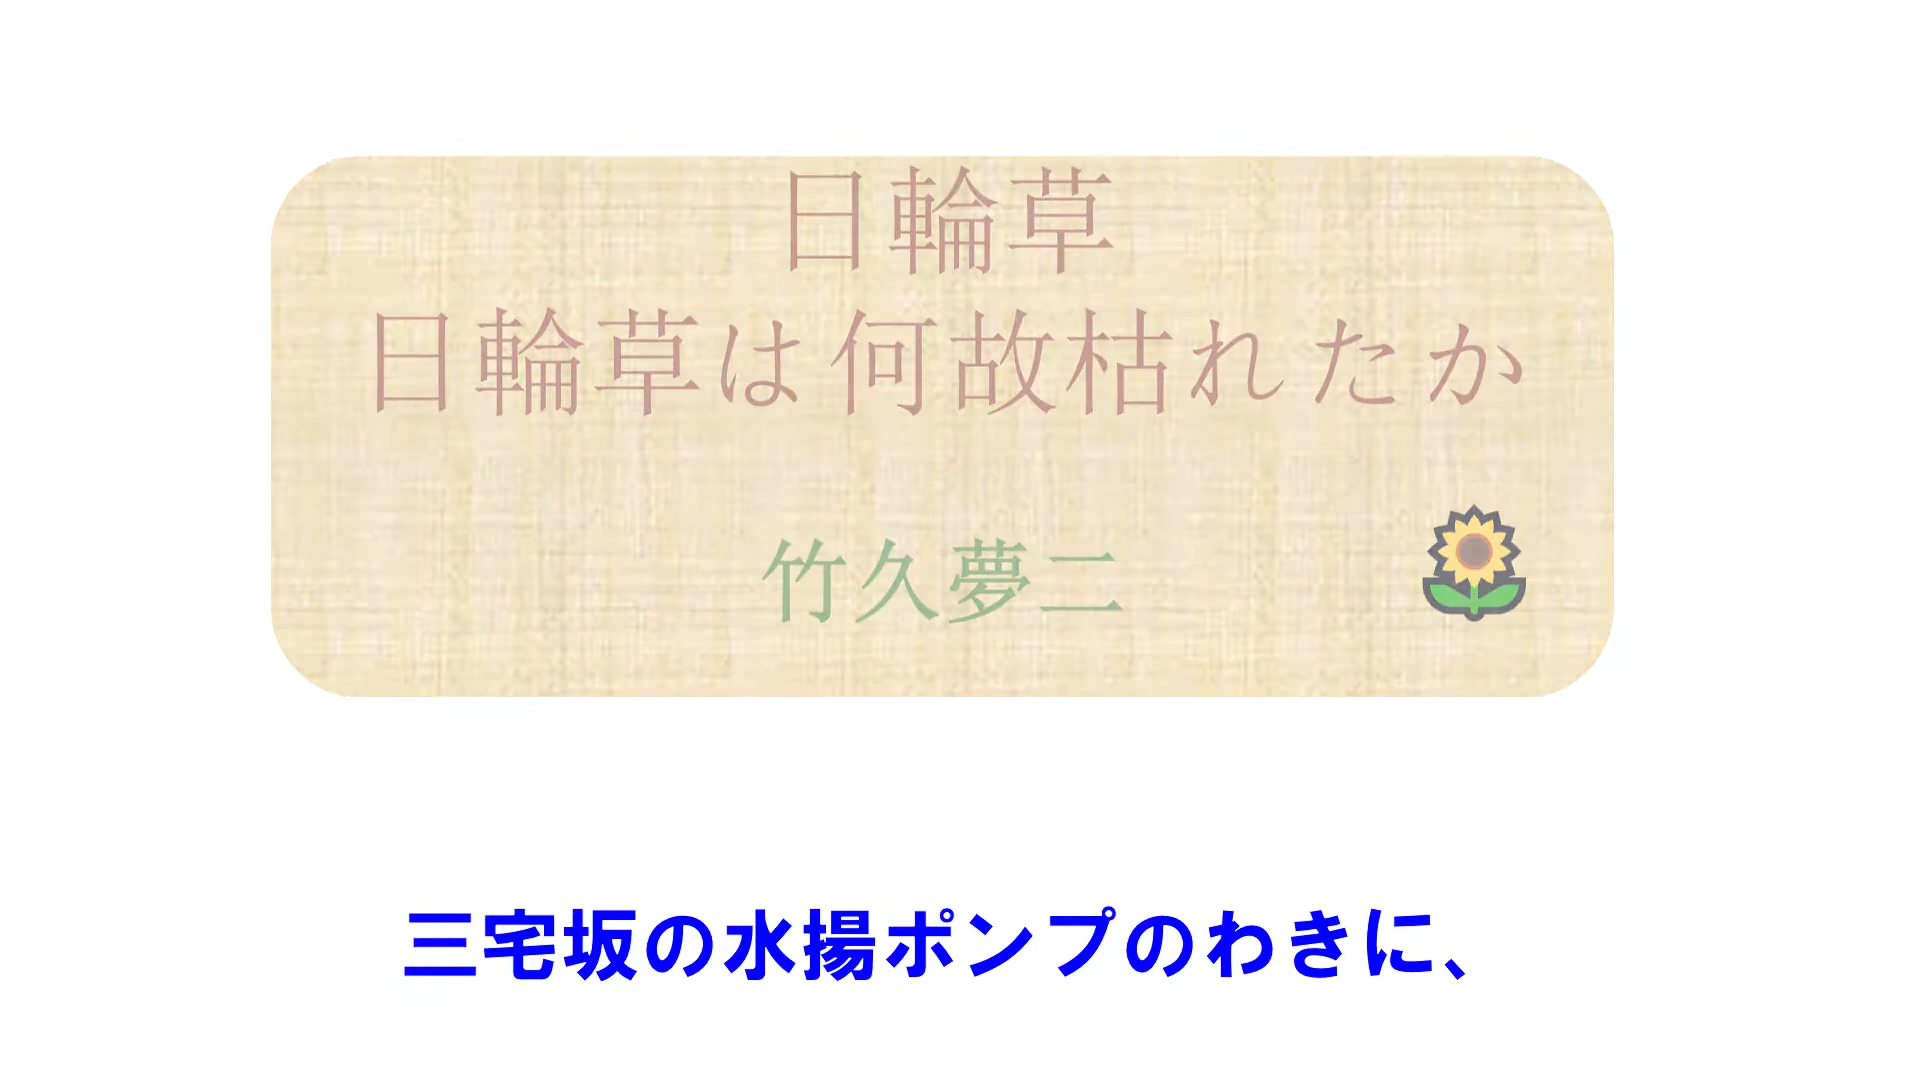 日輪草
日輪草は何故枯れたか
竹久夢二
三宅坂の水揚ポンプのわきに、